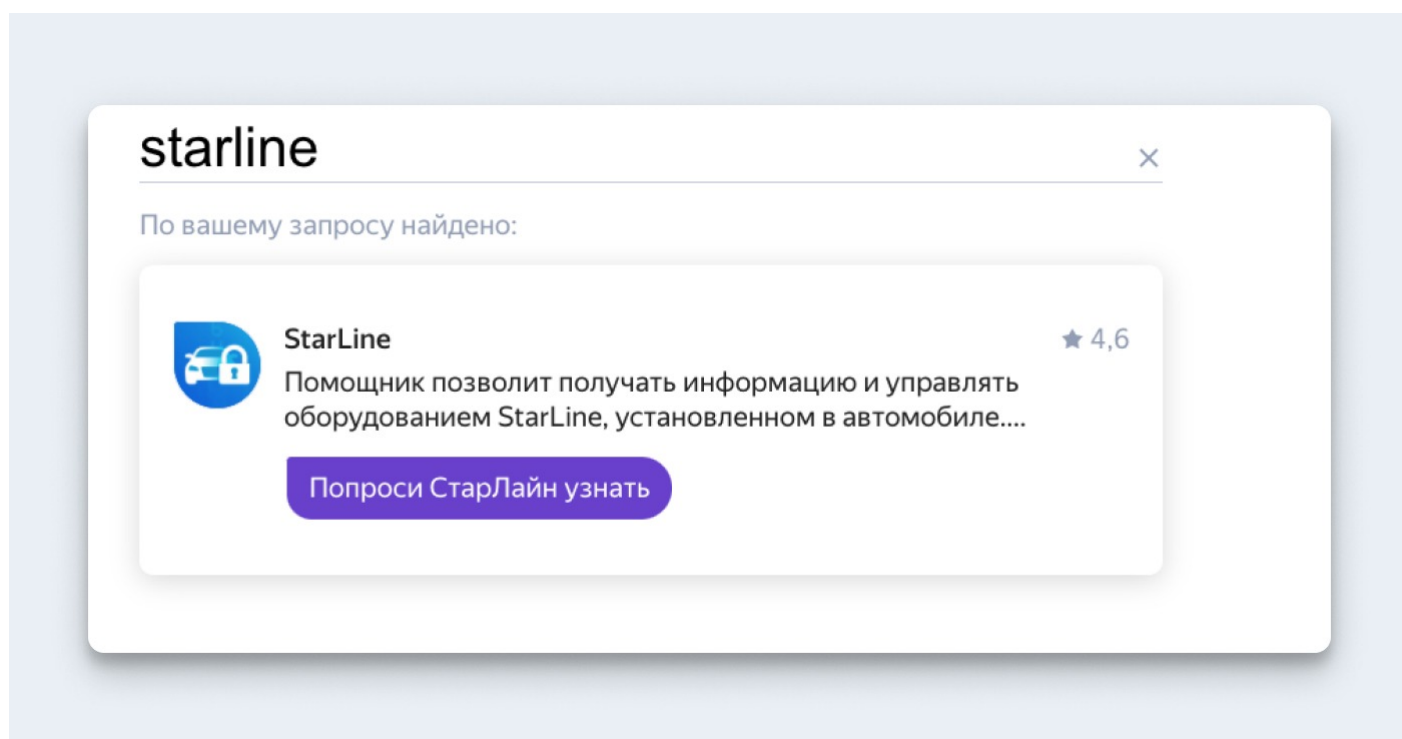 starline
По вашему запросу найдено:
StarLine
4,6
Помощник позволит получать информацию и управлять
оборудованием StarLine, установленном в автомобиле....
Попроси СтарЛайн узнать